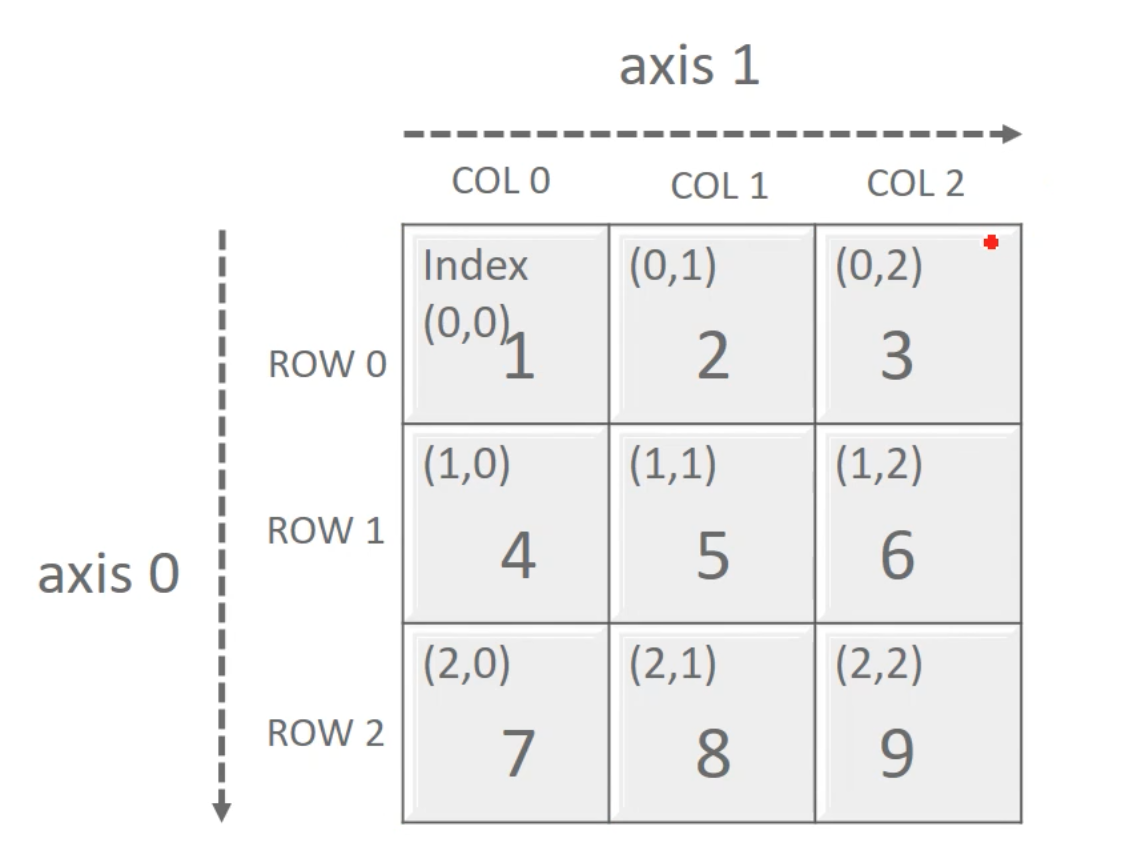 axis 1
COL 0 COL 1 COL 2
Index
(0,0) (0,1) (0,2)
ROW 0 1 2 3
(1,0) (1,1) (1,2)
ROW 1 4 5 6
axis 0
(2,0) (2,1) (2,2)
ROW 2 7 8 9